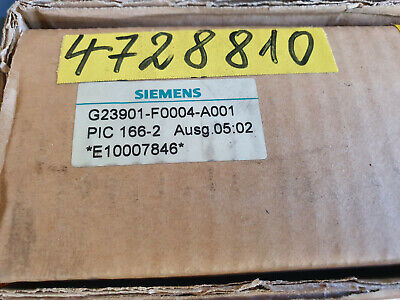 4728810
SIEMENS
G23901-F0004-A001
PIC 166-2 Ausg.05:02
*E10007846*